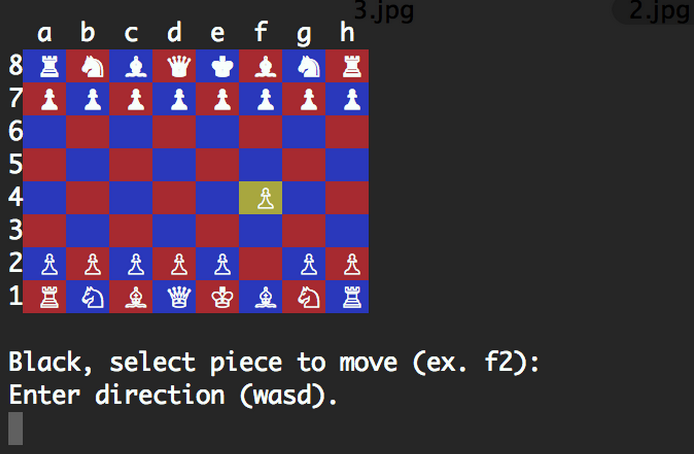 3.jpg 2.jpg
a b c d e f g h
8 ♜ ♞ ♝ ♛ ♚ ♝ ♞ ♜
7 ♟ ♟ ♟ ♟ ♟ ♟ ♟ ♟
6
5
4 ♙
3
2 ♙ ♙ ♙ ♙ ♙ ♙ ♙
1 ♖ ♘ ♗ ♕ ♔ ♗ ♘ ♖
Black, select piece to move (ex. f2):
Enter direction (wasd).